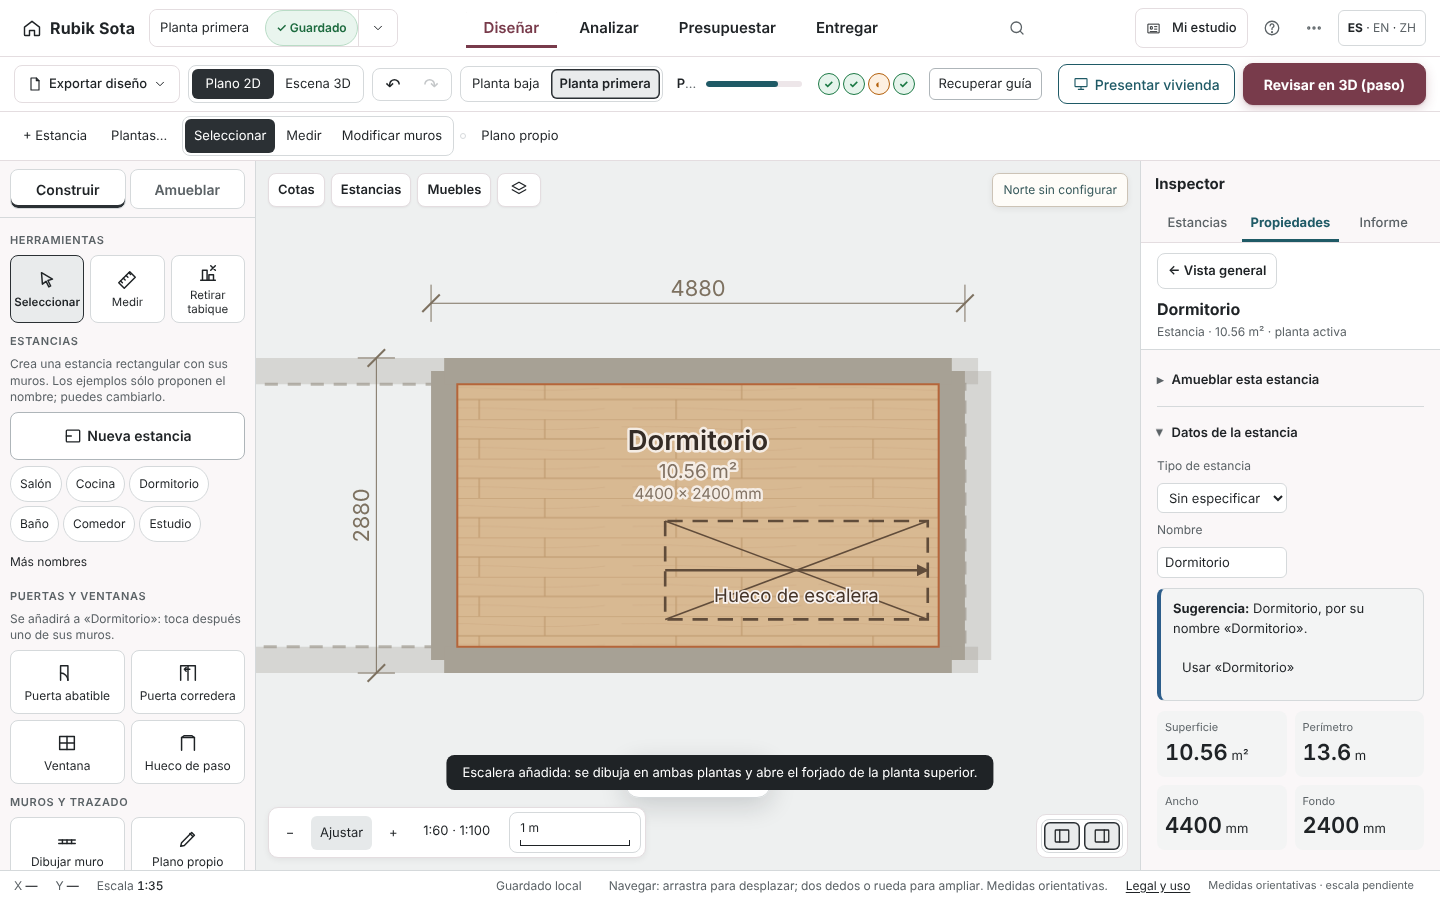 Rubik Sota
Planta primera
✓ Guardado
Diseñar
Analizar
Presupuestar
Entregar
Mi estudio
ES · EN · ZH
Exportar diseño
Plano 2D
Escena 3D
Planta baja
Planta primera
P...
Recuperar guía
Presentar vivienda
Revisar en 3D (paso)
+ Estancia
Plantas...
Seleccionar
Medir
Modificar muros
Plano propio
Construir
Amueblar
HERRAMIENTAS
Seleccionar
Medir
Retirar
tabique
ESTANCIAS
Crea una estancia rectangular con sus
muros. Los ejemplos sólo proponen el
nombre; puedes cambiarlo.
Nueva estancia
Salón
Cocina
Dormitorio
Baño
Comedor
Estudio
Más nombres
PUERTAS Y VENTANAS
Se añadirá a «Dormitorio»: toca después
uno de sus muros.
Puerta abatible
Puerta corredera
Ventana
Hueco de paso
MUROS Y TRAZADO
Dibujar muro
Plano propio
Cotas
Estancias
Muebles
Norte sin configurar
4880
2880
Dormitorio
10.56 m²
4400 × 2400 mm
Hueco de escalera
Escalera añadida: se dibuja en ambas plantas y abre el forjado de la planta superior.
−
Ajustar
+
1:60 · 1:100
1 m
Inspector
Estancias
Propiedades
Informe
← Vista general
Dormitorio
Estancia · 10.56 m² · planta activa
▸ Amueblar esta estancia
▾ Datos de la estancia
Tipo de estancia
Sin especificar
Nombre
Dormitorio
Sugerencia: Dormitorio, por su
nombre «Dormitorio».
Usar «Dormitorio»
Superficie
10.56 m²
Perímetro
13.6 m
Ancho
4400 mm
Fondo
2400 mm
X —
Y —
Escala 1:35
Guardado local
Navegar: arrastra para desplazar; dos dedos o rueda para ampliar. Medidas orientativas.
Legal y uso
Medidas orientativas · escala pendiente